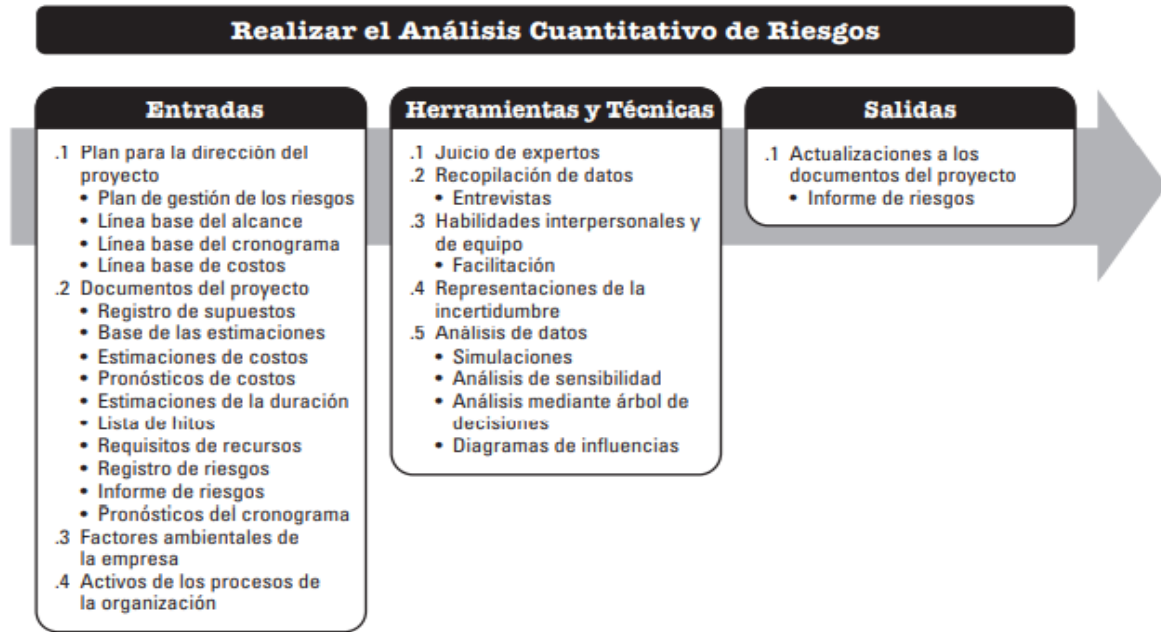 Realizar el Análisis Cuantitativo de Riesgos
Entradas
.1 Plan para la dirección del
proyecto
• Plan de gestión de los riesgos
• Línea base del alcance
• Línea base del cronograma
• Línea base de costos
.2 Documentos del proyecto
• Registro de supuestos
• Base de las estimaciones
• Estimaciones de costos
• Pronósticos de costos
• Estimaciones de la duración
• Lista de hitos
• Requisitos de recursos
• Registro de riesgos
• Informe de riesgos
• Pronósticos del cronograma
.3 Factores ambientales de
la empresa
.4 Activos de los procesos de
la organización
Herramientas y Técnicas
.1 Juicio de expertos
.2 Recopilación de datos
• Entrevistas
.3 Habilidades interpersonales y
de equipo
• Facilitación
.4 Representaciones de la
incertidumbre
.5 Análisis de datos
• Simulaciones
• Análisis de sensibilidad
• Análisis mediante árbol de
decisiones
• Diagramas de influencias
Salidas
.1 Actualizaciones a los
documentos del proyecto
• Informe de riesgos